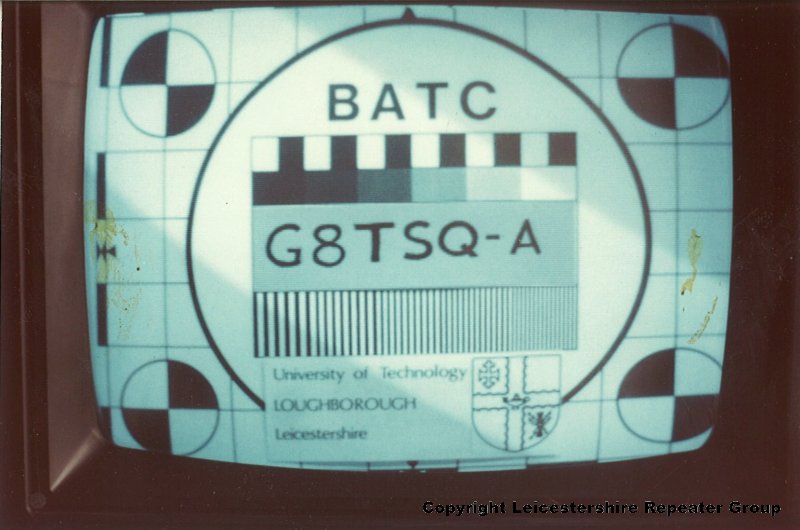 BATC
G8TSQ-A
University of Technology
LOUGHBOROUGH
Leicestershire
Copyright Leicestershire Repeater Group